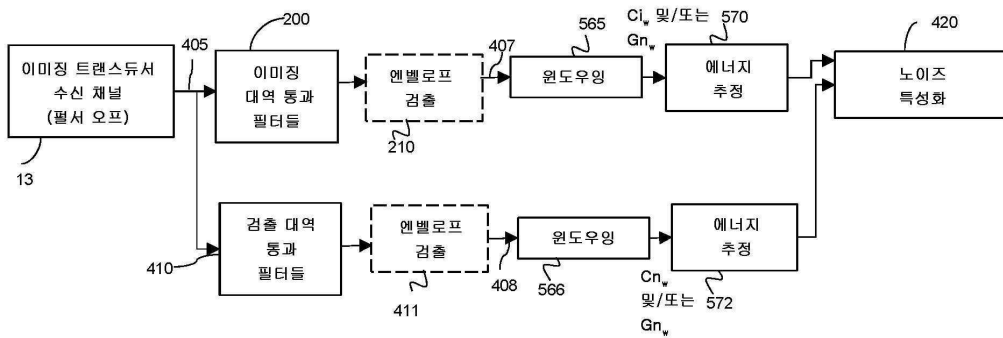 200
405
이미징 트랜스듀서
수신 채널
(펄서 오프)
13
이미징
대역 통과
필터들
엔벨로프
검출
210
407
565
윈도우잉
Ci_w 및/또는
Gn_w
570
에너지
추정
420
노이즈
특성화
410
검출 대역
통과
필터들
엔벨로프
검출
411
408
윈도우잉
566
Cn_w
및/또는
Gn_w
에너지
추정
572